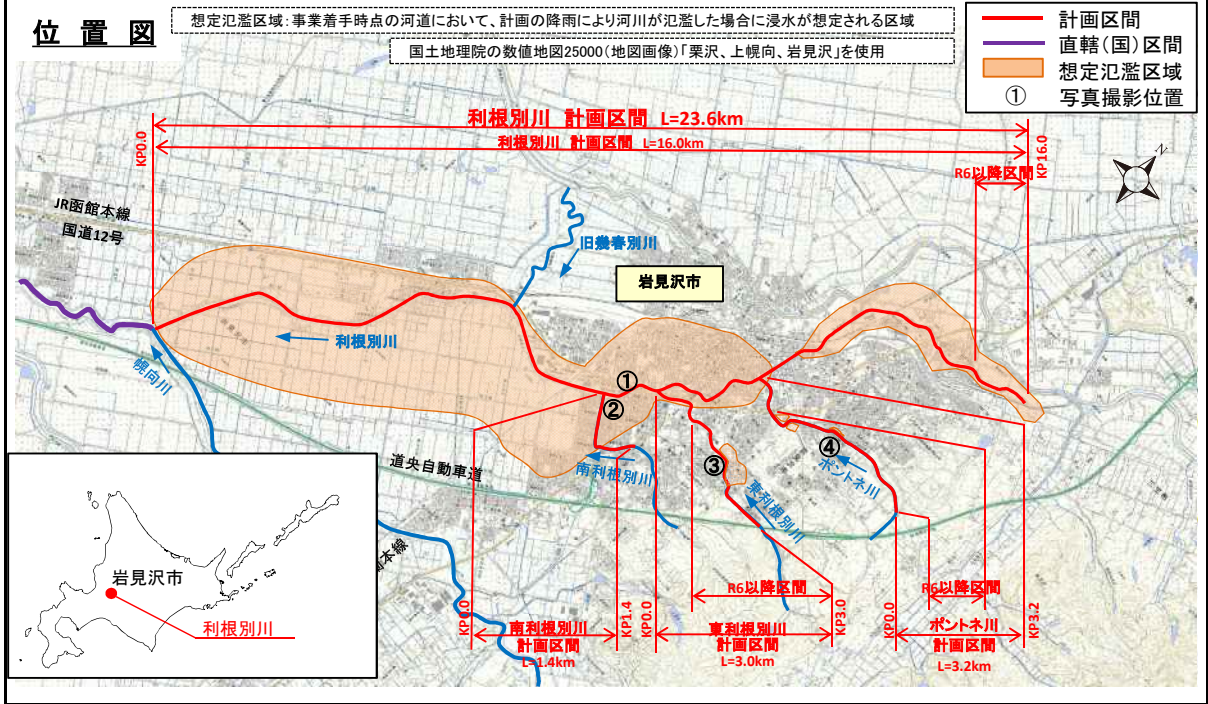 位置図
想定氾濫区域：事業着手時点の河道において、計画の降雨により河川が氾濫した場合に浸水が想定される区域
国土地理院の数値地図25000(地図画像)「栗沢、上幌向、岩見沢」を使用
計画区間
直轄(国)区間
想定氾濫区域
① 写真撮影位置
利根別川 計画区間 L=23.6km
利根別川 計画区間 L=16.0km
KP0.0
KP16.0
R6以降区間
N
JR函館本線
国道12号
旧幾春別川
岩見沢市
利根別川
幌向川
①
②
③
④
道央自動車道
南利根別川
東利根別川
ポントネ川
本線
岩見沢市
利根別川
KP0.0
南利根別川
計画区間
L=1.4km
KP1.4
KP0.0
R6以降区間
東利根別川
計画区間
L=3.0km
KP3.0
KP0.0
R6以降区間
ポントネ川
計画区間
L=3.2km
KP3.2